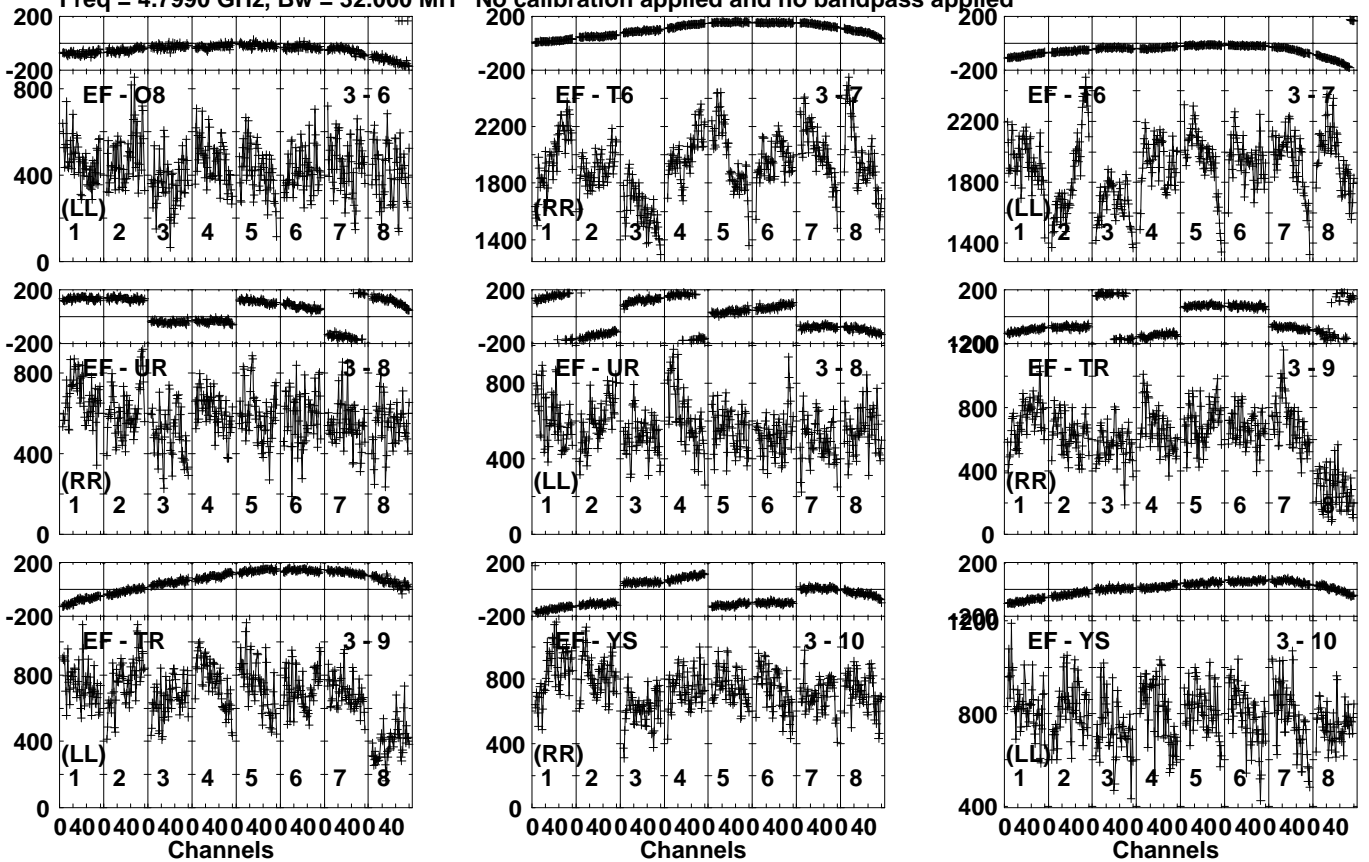 Freq = 4.7990 GHz, Bw = 32.000 MH No calibration applied and no bandpass applied
200 200 200
-200 -200 -200
EF - O8 3 - 6 EF - T6 3 - 7 EF - T6 3 - 7
800 2200 2200
400 1800 1800
(LL) (RR) (LL)
1 2 3 4 5 6 7 8 1 2 3 4 5 6 7 8 1 2 3 4 5 6 7 8
0 1400 1400
200 200 200
-200 -200 -200
1200
EF - UR 3 - 8 EF - UR 3 - 8 EF - TR 3 - 9
800 800 800
400 400 400
(RR) (LL) (RR)
1 2 3 4 5 6 7 8 1 2 3 4 5 6 7 8 1 2 3 4 5 6 7 8
0 0 0
200 200 200
-200 -200 -200
1200
EF - TR 3 - 9 EF - YS 3 - 10 EF - YS 3 - 10
800 800 800
400 400
(LL) (RR) (LL)
1 2 3 4 5 6 7 8 1 2 3 4 5 6 7 8 1 2 3 4 5 6 7 8
0 0 400
0 40 0 40 0 40 0 40 0 40 0 40 0 40 0 40 0 40 0 40 0 40 0 40 0 40 0 40 0 40 0 40 0 40 0 40 0 40 0 40 0 40 0 40 0 40 0 40
Channels Channels Channels